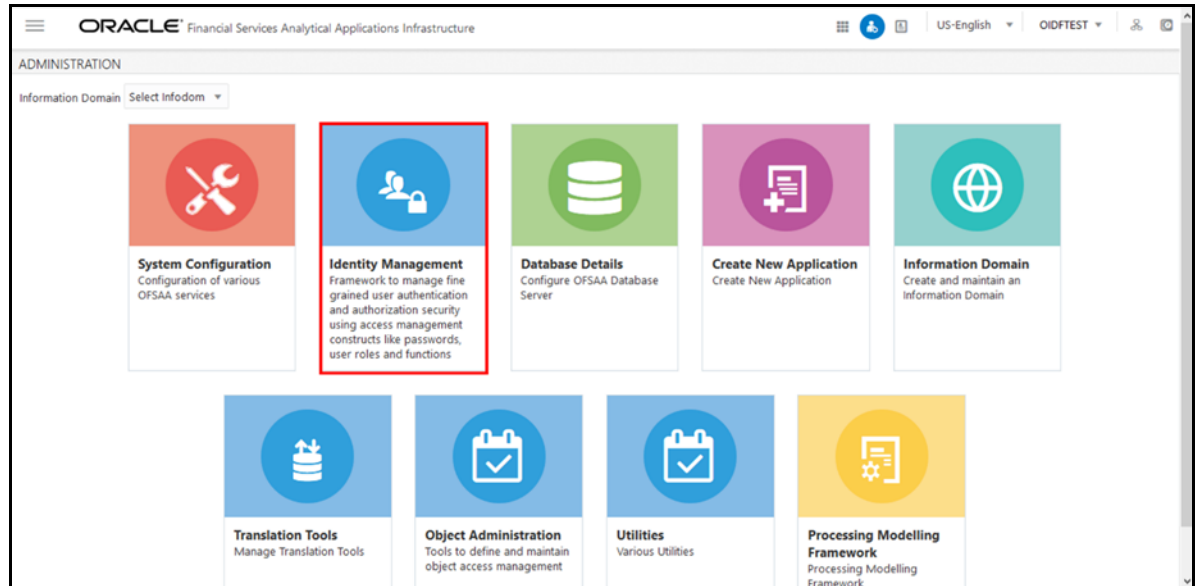 ORACLE® Financial Services Analytical Applications Infrastructure
US-English
OIDFTEST
ADMINISTRATION
Information Domain Select Infodom
System Configuration
Configuration of various
OFSAA services
Identity Management
Framework to manage fine
grained user authentication
and authorization security
using access management
constructs like passwords,
user roles and functions
Database Details
Configure OFSAA Database
Server
Create New Application
Create New Application
Information Domain
Create and maintain an
Information Domain
Translation Tools
Manage Translation Tools
Object Administration
Tools to define and maintain
object access management
Utilities
Various Utilities
Processing Modelling
Framework
Processing Modelling
Framework